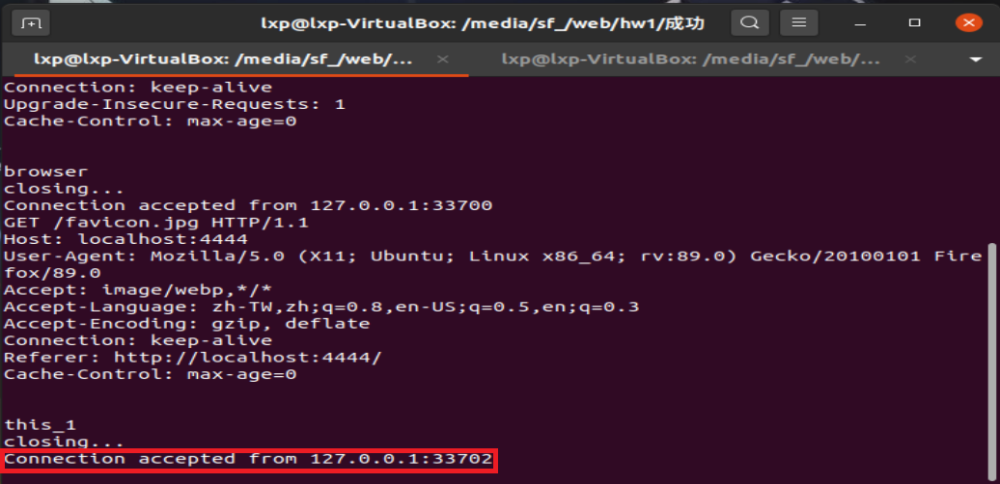 lxp@lxp-VirtualBox: /media/sf_/web/hw1/成功
lxp@lxp-VirtualBox: /media/sf_/web/... × lxp@lxp-VirtualBox: /media/sf_/web/... ×
Connection: keep-alive
Upgrade-Insecure-Requests: 1
Cache-Control: max-age=0
browser
closing...
Connection accepted from 127.0.0.1:33700
GET /favicon.jpg HTTP/1.1
Host: localhost:4444
User-Agent: Mozilla/5.0 (X11; Ubuntu; Linux x86_64; rv:89.0) Gecko/20100101 Fire
fox/89.0
Accept: image/webp,*/*
Accept-Language: zh-TW,zh;q=0.8,en-US;q=0.5,en;q=0.3
Accept-Encoding: gzip, deflate
Connection: keep-alive
Referer: http://localhost:4444/
Cache-Control: max-age=0
this_1
closing...
Connection accepted from 127.0.0.1:33702